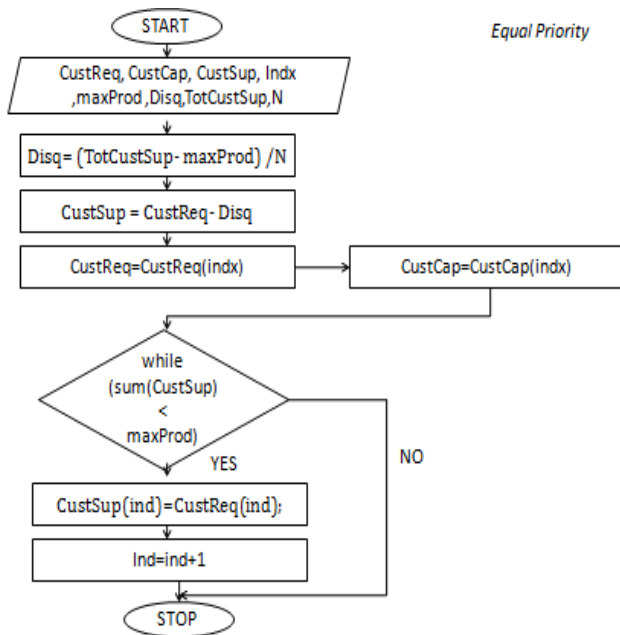 START
Equal Priority
CustReq, CustCap, CustSup, Indx
,maxProd ,Disq,TotCustSup,N
Disq= (TotCustSup- maxProd) /N
CustSup = CustReq- Disq
CustReq=CustReq(indx)
CustCap=CustCap(indx)
while
(sum(CustSup)
<
maxProd)
YES
NO
CustSup(ind)=CustReq(ind);
Ind=ind+1
STOP